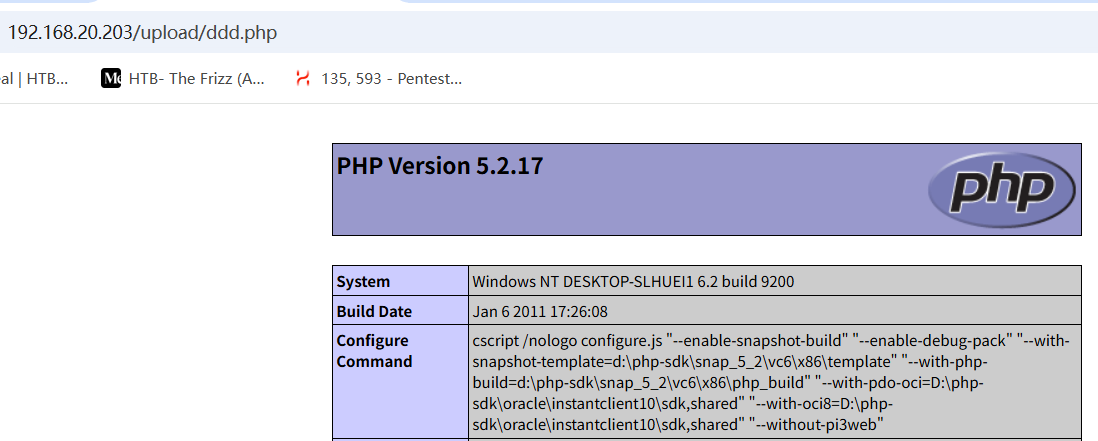 192.168.20.203/upload/ddd.php
al | HTB... HTB- The Frizz (A... 135, 593 - Pentest...
PHP Version 5.2.17
php
System Windows NT DESKTOP-SLHUEI1 6.2 build 9200
Build Date Jan 6 2011 17:26:08
Configure Command
cscript /nologo configure.js "--enable-snapshot-build" "--enable-debug-pack" "--with-
snapshot-template=d:\php-sdk\snap_5_2\vc6\x86\template" "--with-php-
build=d:\php-sdk\snap_5_2\vc6\x86\php_build" "--with-pdo-oci=D:\php-
sdk\oracle\instantclient10\sdk,shared" "--with-oci8=D:\php-
sdk\oracle\instantclient10\sdk,shared" "--without-pi3web"